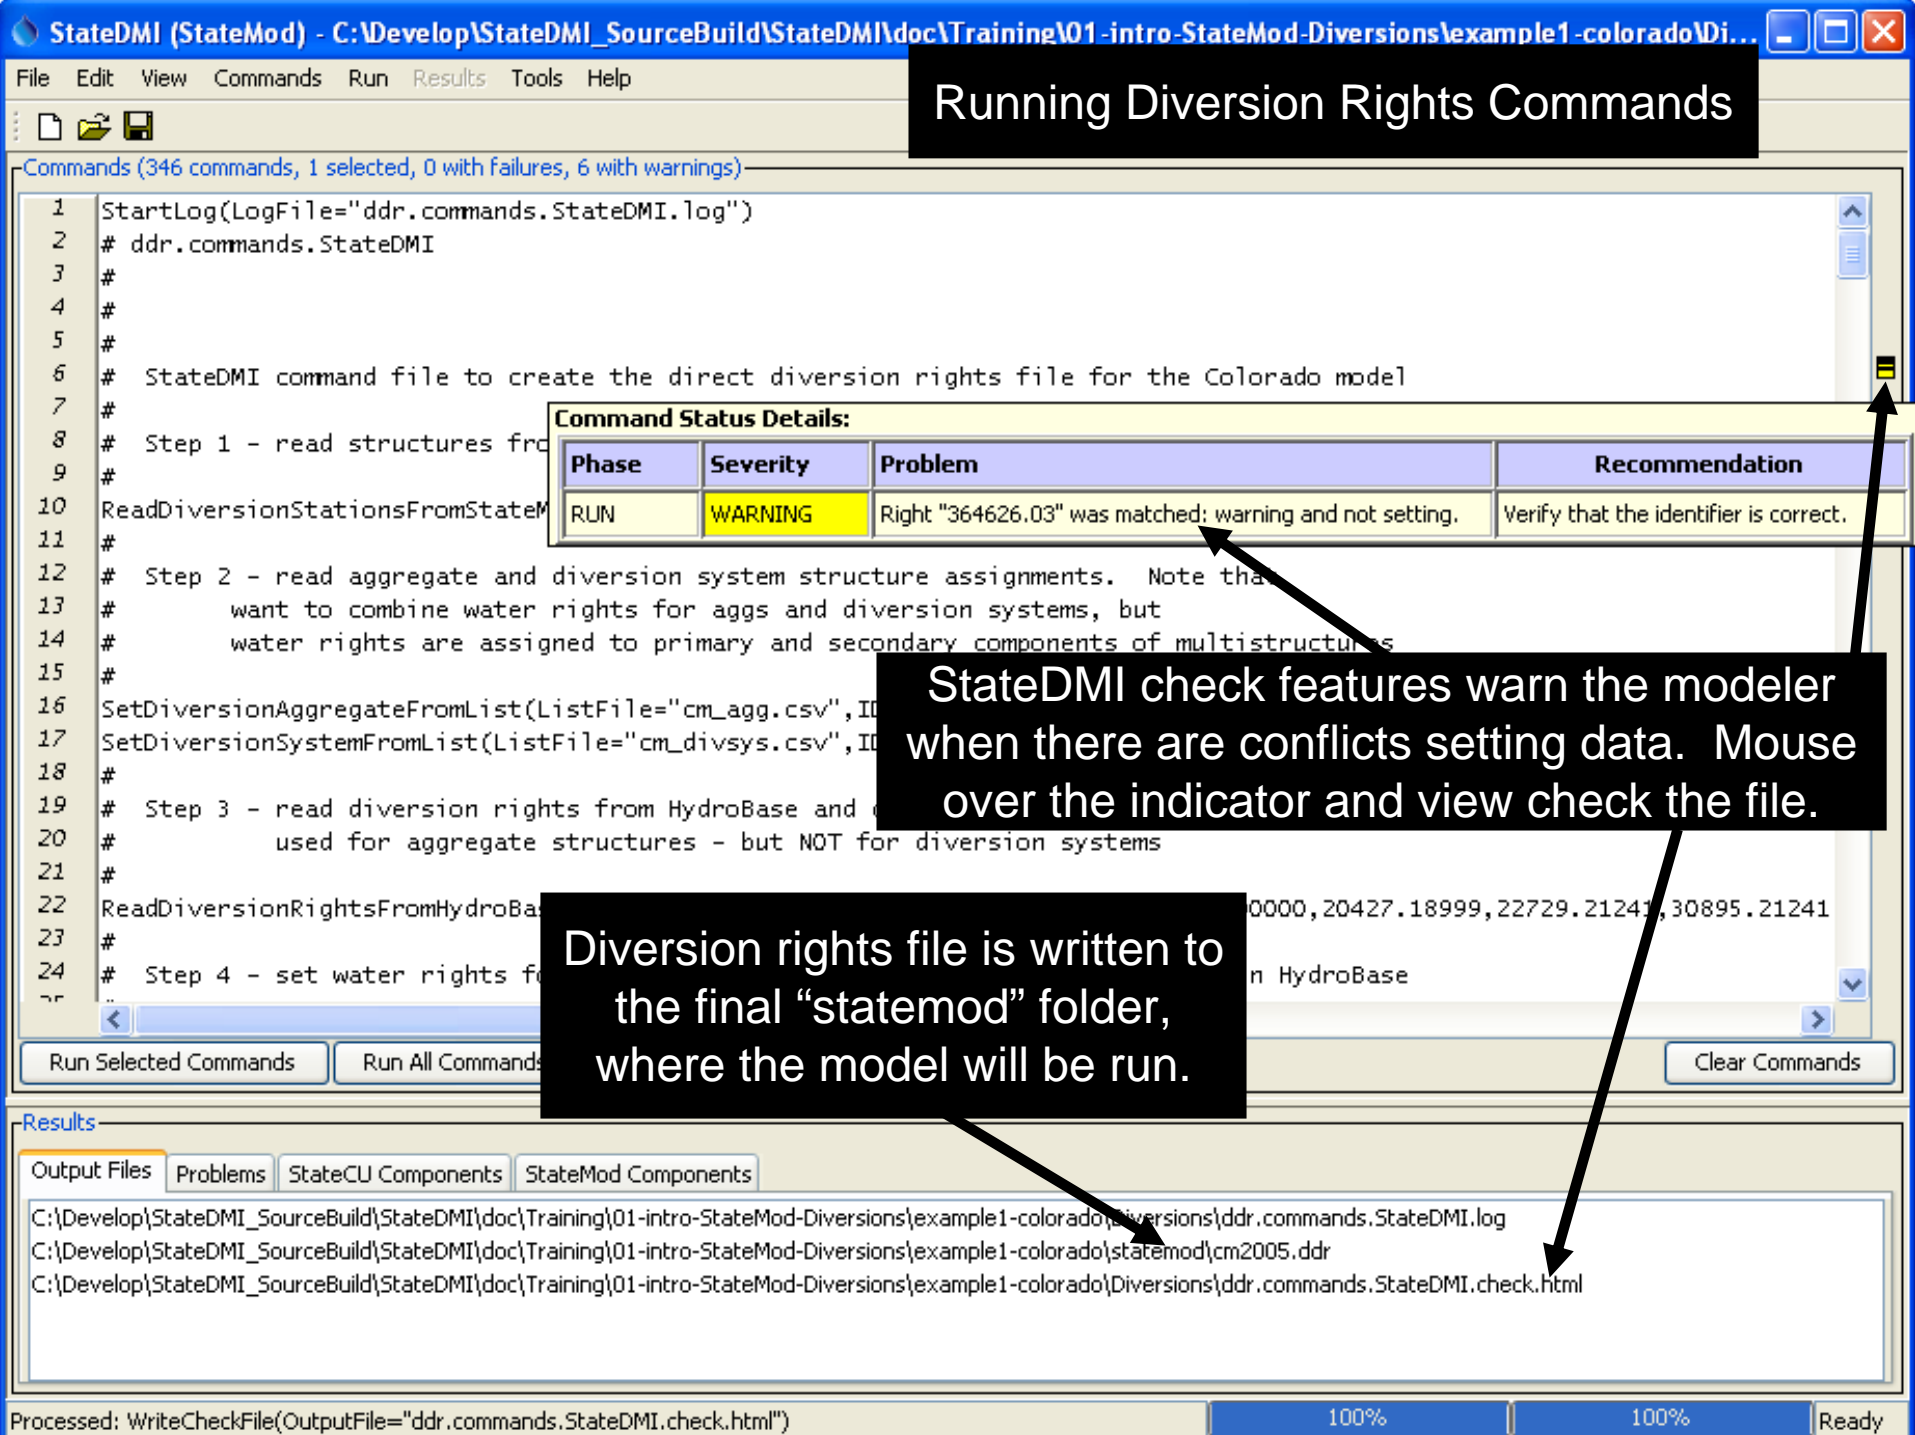 StateDMI (StateMod) - C:\Develop\StateDMI_SourceBuild\StateDMI\doc\Training\01-intro-StateMod-Diversions\example1-colorado\Di...
File Edit View Commands Run Results Tools Help
Running Diversion Rights Commands
Commands (346 commands, 1 selected, 0 with failures, 6 with warnings)
1 StartLog(LogFile="ddr.commands.StateDMI.log")
2 # ddr.commands.StateDMI
3 #
4 #
5 #
6 #  StateDMI command file to create the direct diversion rights file for the Colorado model
7 #
8 #  Step 1 - read structures fro
9 #
10 ReadDiversionStationsFromStateM
11 #
Command Status Details:
Phase Severity Problem Recommendation
RUN WARNING Right "364626.03" was matched: warning and not setting. Verify that the identifier is correct.
12 #  Step 2 - read aggregate and diversion system structure assignments.  Note that
13 #        want to combine water rights for aggs and diversion systems, but
14 #        water rights are assigned to primary and secondary components of multistructures
15 #
16 SetDiversionAggregateFromList(ListFile="cm_agg.csv",ID
17 SetDiversionSystemFromList(ListFile="cm_divsys.csv",ID
18 #
19 #  Step 3 - read diversion rights from HydroBase and
20 #           used for aggregate structures - but NOT for diversion systems
21 #
22 ReadDiversionRightsFromHydroBas 0000,20427.18999,22729.21241,30895.21241
23 #
24 #  Step 4 - set water rights fo n HydroBase
StateDMI check features warn the modeler
when there are conflicts setting data.  Mouse
over the indicator and view check the file.
Diversion rights file is written to
the final “statemod” folder,
where the model will be run.
Run Selected Commands Run All Commands Clear Commands
Results
Output Files Problems StateCU Components StateMod Components
C:\Develop\StateDMI_SourceBuild\StateDMI\doc\Training\01-intro-StateMod-Diversions\example1-colorado\Diversions\ddr.commands.StateDMI.log
C:\Develop\StateDMI_SourceBuild\StateDMI\doc\Training\01-intro-StateMod-Diversions\example1-colorado\statemod\cm2005.ddr
C:\Develop\StateDMI_SourceBuild\StateDMI\doc\Training\01-intro-StateMod-Diversions\example1-colorado\Diversions\ddr.commands.StateDMI.check.html
Processed: WriteCheckFile(OutputFile="ddr.commands.StateDMI.check.html") 100% 100% Ready